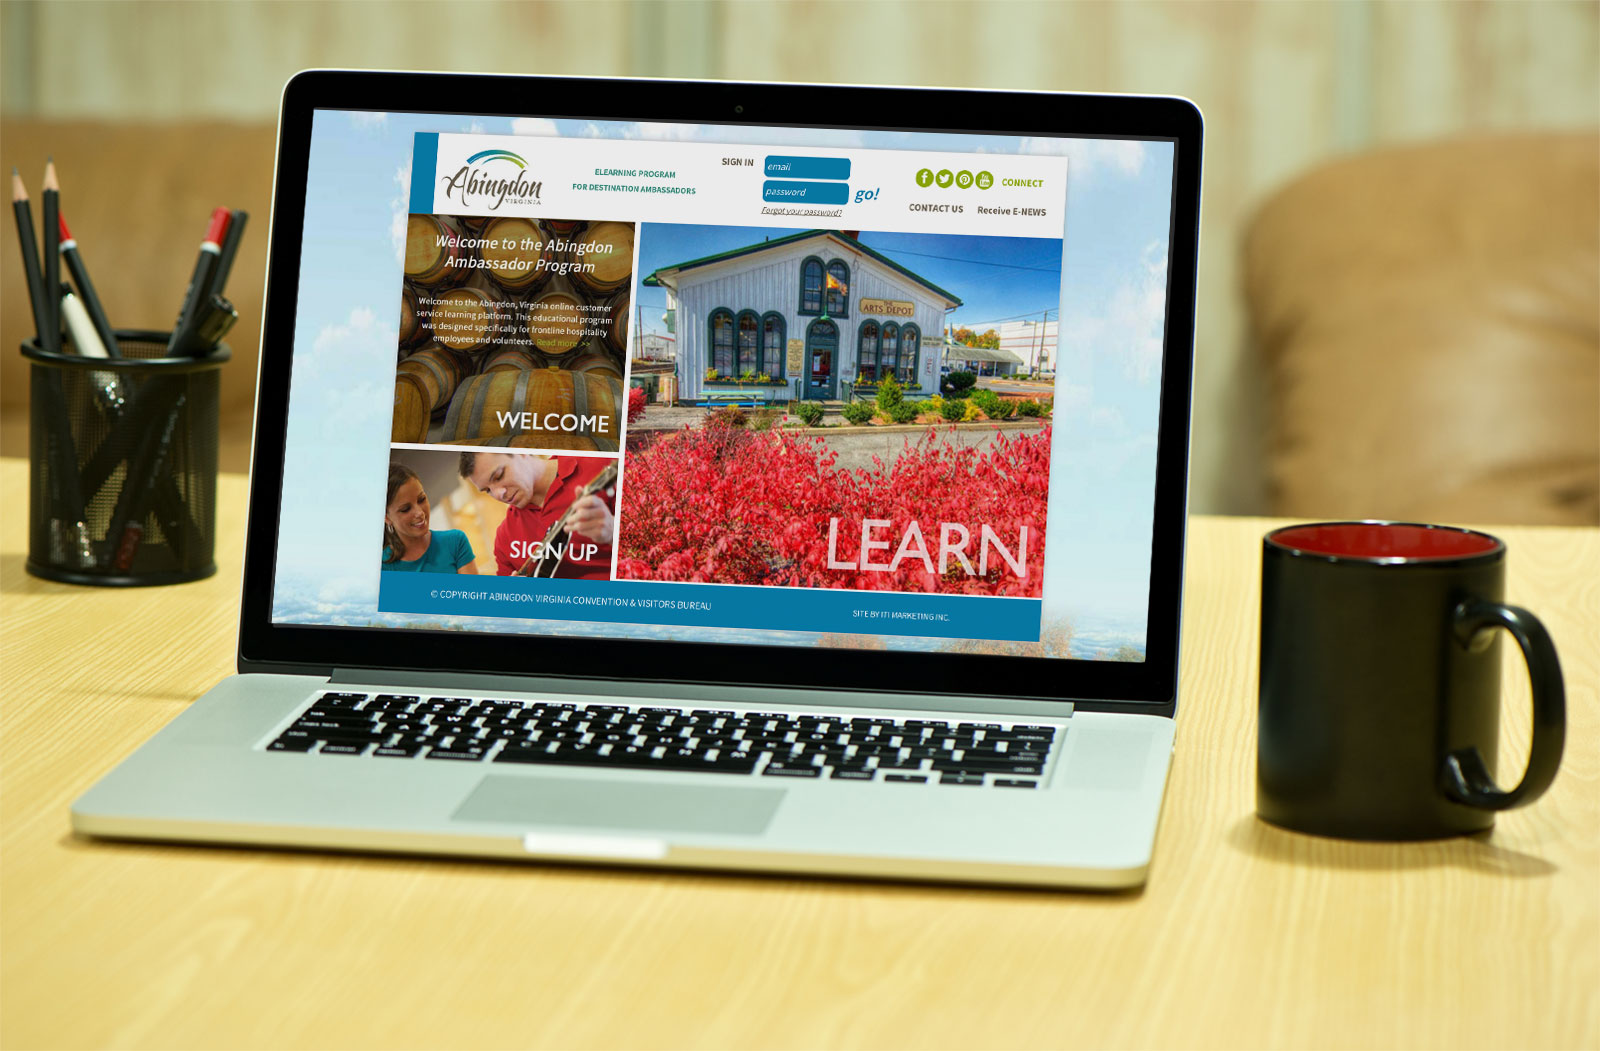 Abingdon
VIRGINIA
ELEARNING PROGRAM
FOR DESTINATION AMBASSADORS
SIGN IN
email
password
go!
Forgot your password?
CONNECT
CONTACT US
Receive E-NEWS
Welcome to the Abingdon
Ambassador Program
Welcome to the Abingdon, Virginia online customer
service learning platform. This educational program
was designed specifically for frontline hospitality
employees and volunteers. Read more >>
WELCOME
THE
ARTS DEPOT
SIGN UP
LEARN
© COPYRIGHT ABINGDON VIRGINIA CONVENTION & VISITORS BUREAU
SITE BY ITI MARKETING INC.